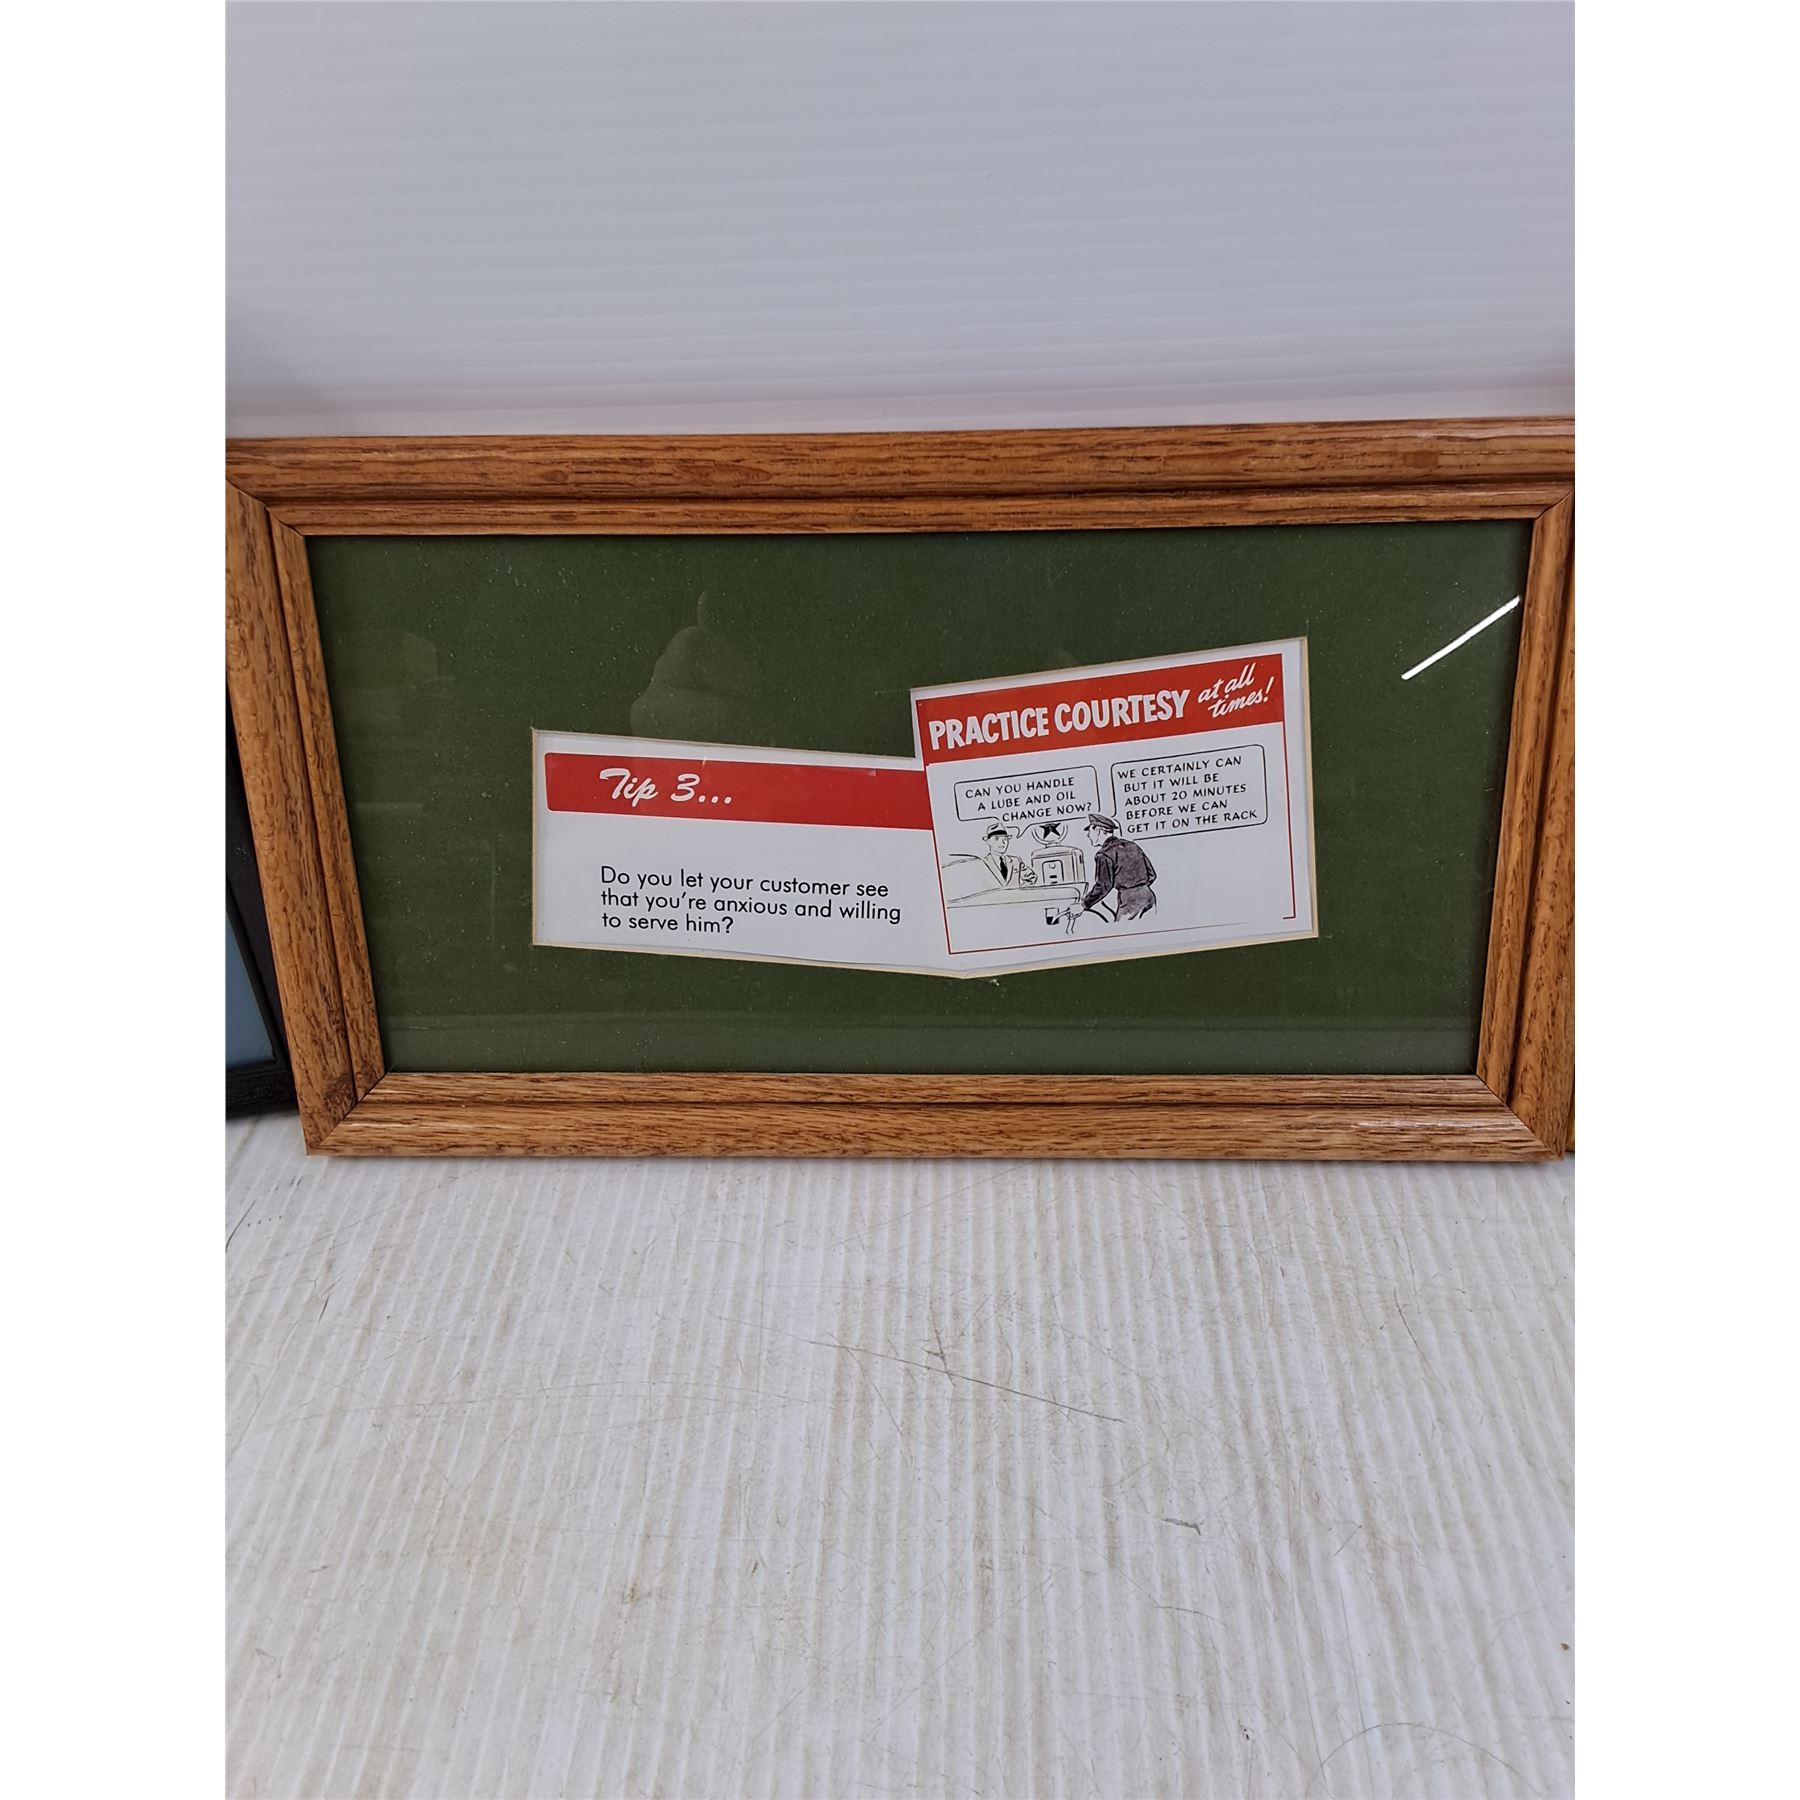 Tip 3...
Do you let your customer see
that you're anxious and willing
to serve him?
PRACTICE COURTESY at all
times!
CAN YOU HANDLE
A LUBE AND OIL
CHANGE NOW?
WE CERTAINLY CAN
BUT IT WILL BE
ABOUT 20 MINUTES
BEFORE WE CAN
GET IT ON THE RACK